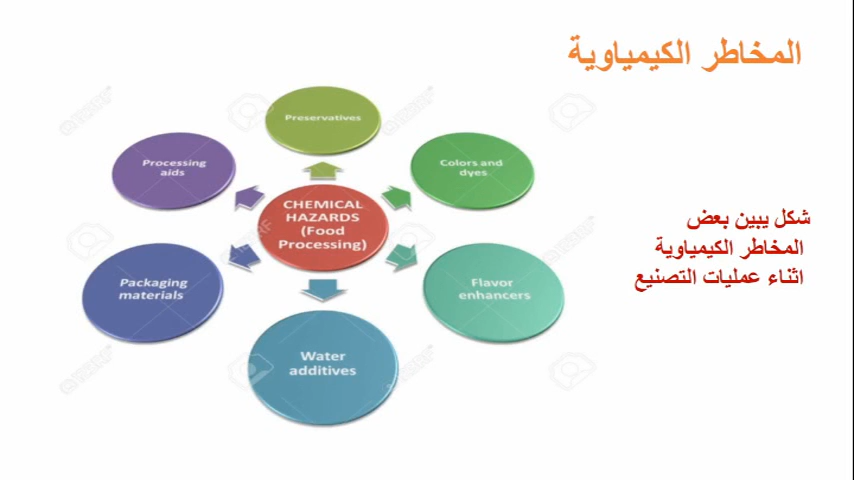 المخاطر الكيمياوية
Preservatives
Processing
aids
Colors and
dyes
CHEMICAL
HAZARDS
(Food
Processing)
Packaging
materials
Flavor
enhancers
Water
additives
شكل يبين بعض
المخاطر الكيمياوية
اثناء عمليات التصنيع